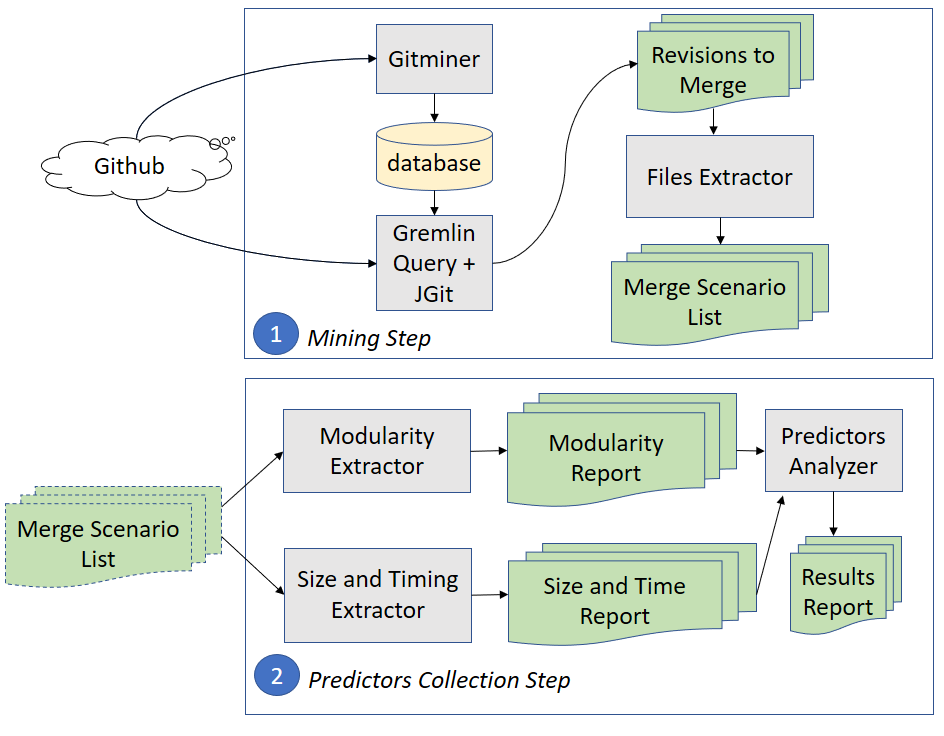 Github
Gitminer
database
Gremlin
Query +
JGit
Revisions to
Merge
Files Extractor
Merge Scenario
List
1
Mining Step
Merge Scenario
List
Modularity
Extractor
Modularity
Report
Predictors
Analyzer
Size and Timing
Extractor
Size and Time
Report
Results
Report
2
Predictors Collection Step